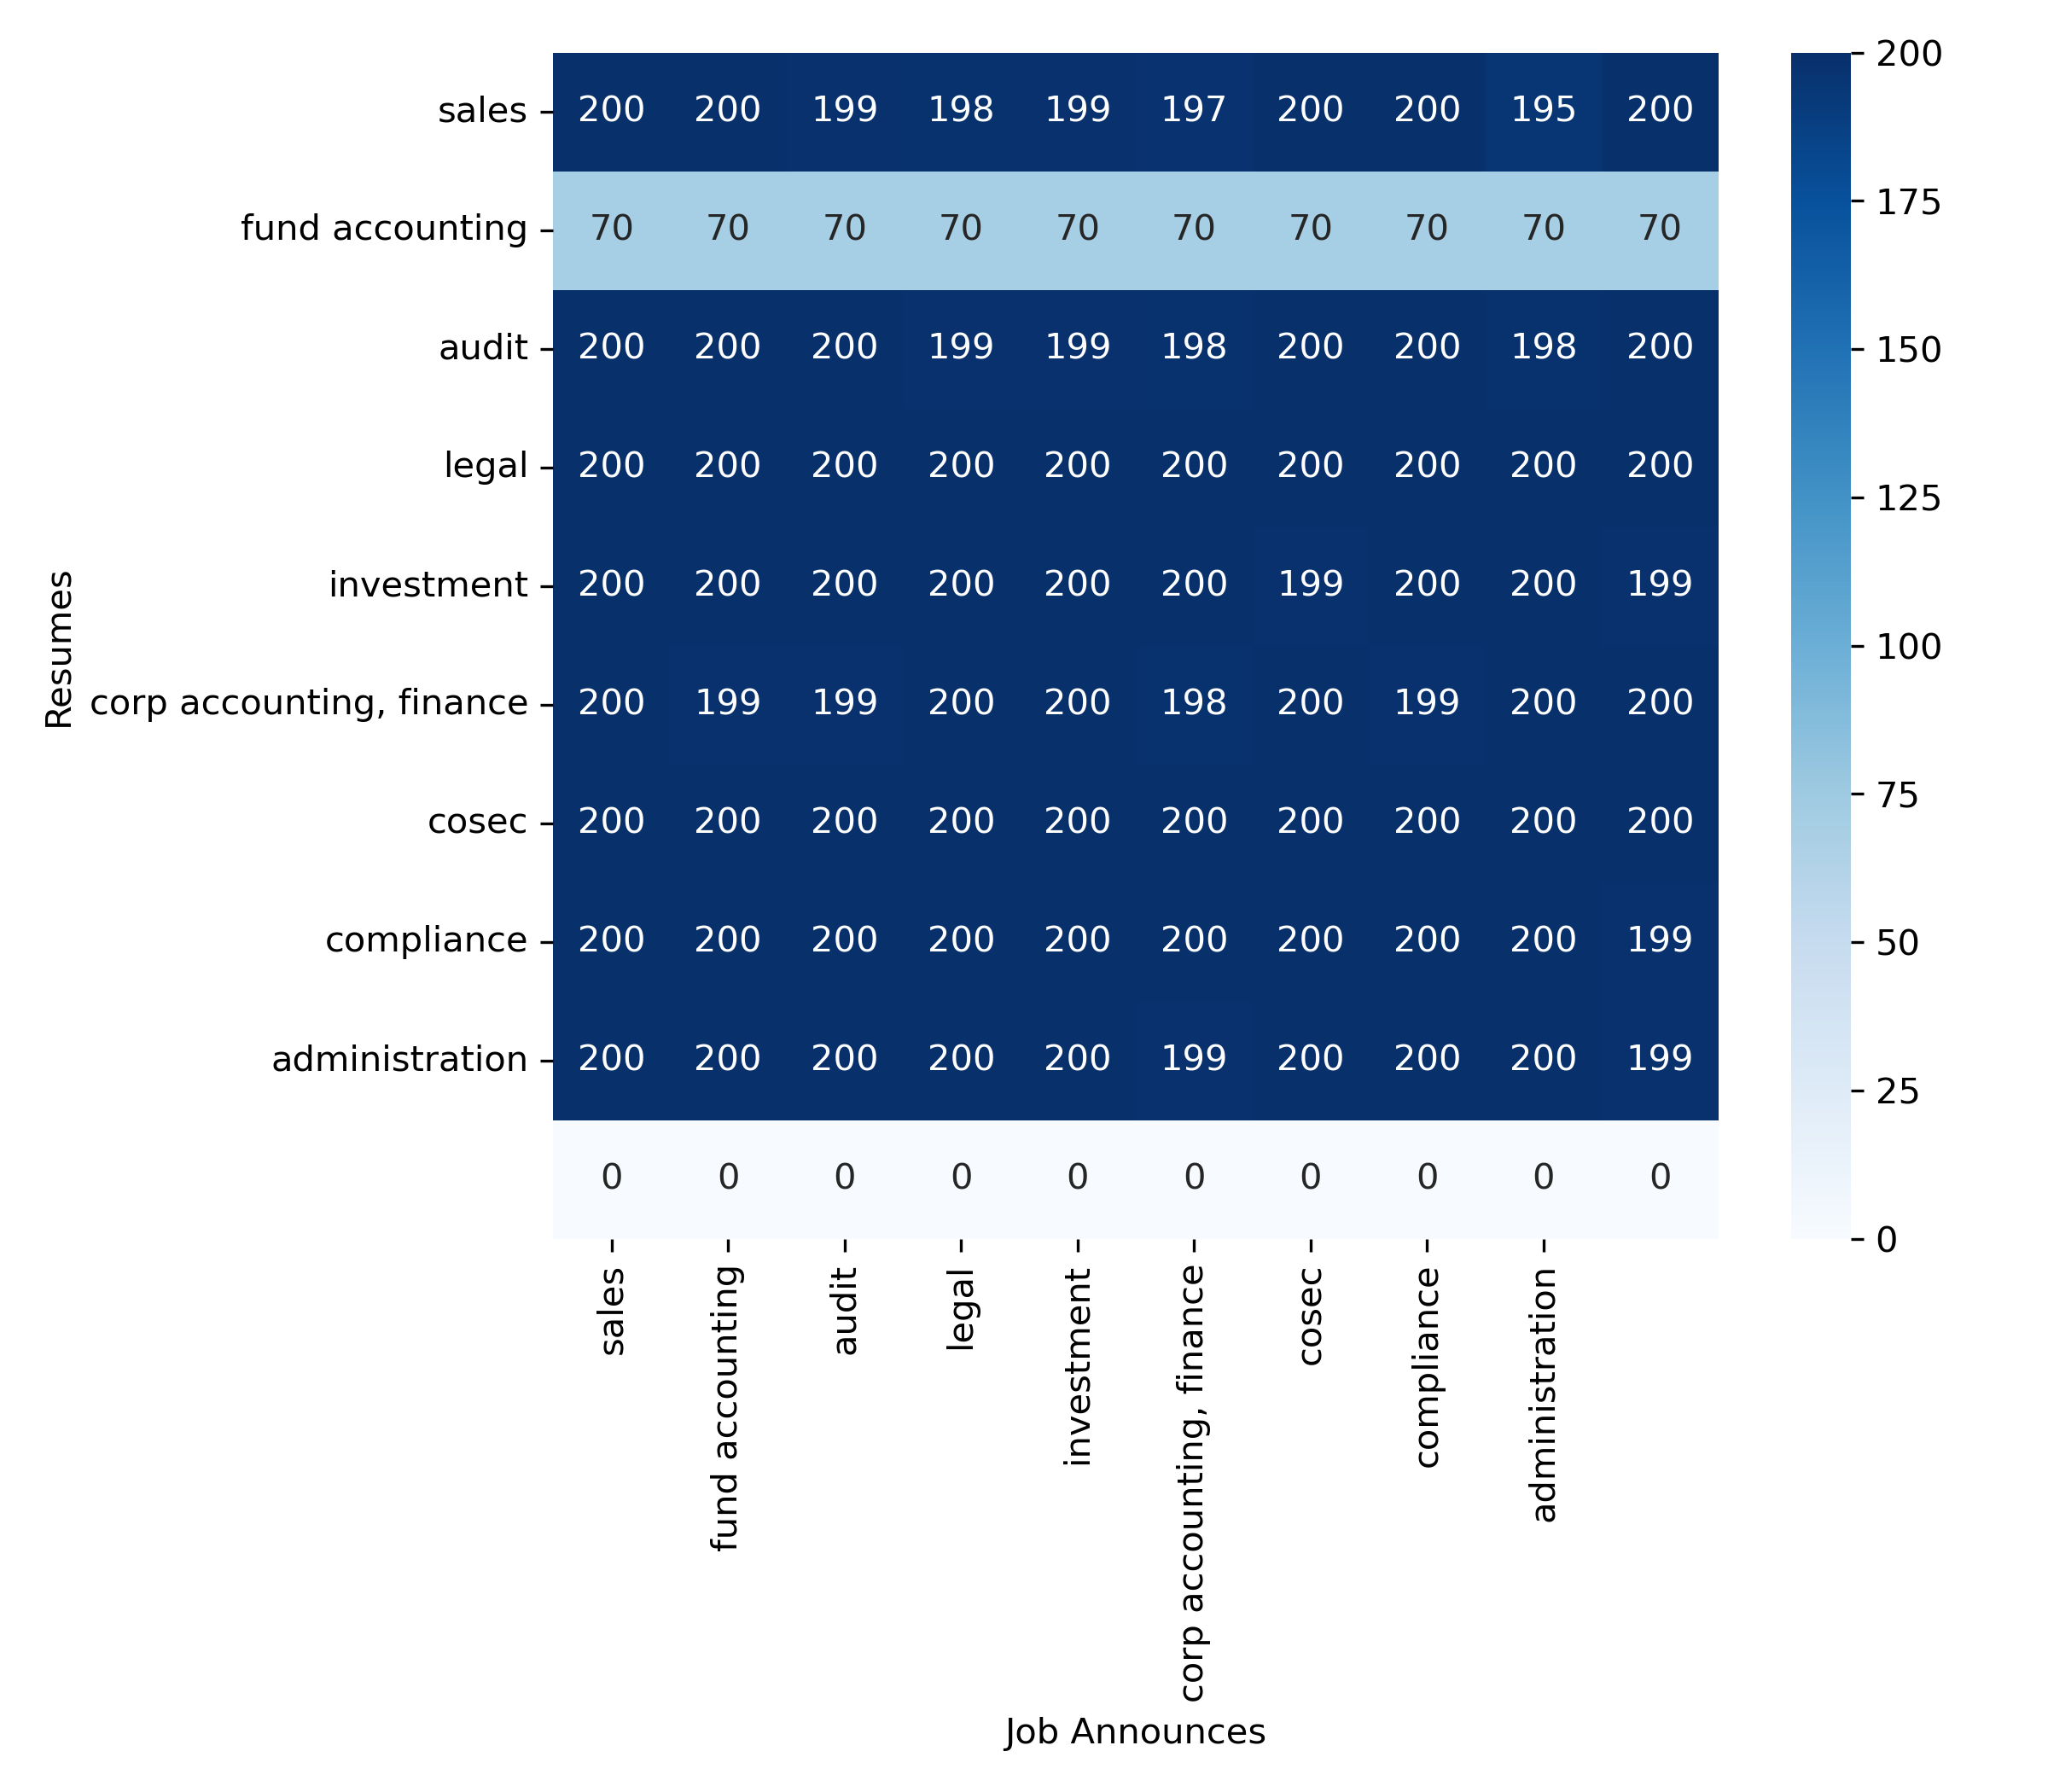 sales 200 200 199 198 199 197 200 200 195 200
fund accounting 70 70 70 70 70 70 70 70 70 70
audit 200 200 200 199 199 198 200 200 198 200
legal 200 200 200 200 200 200 200 200 200 200
investment 200 200 200 200 200 200 199 200 200 199
corp accounting, finance 200 199 199 200 200 198 200 199 200 200
cosec 200 200 200 200 200 200 200 200 200 200
compliance 200 200 200 200 200 200 200 200 200 199
administration 200 200 200 200 200 199 200 200 200 199
0 0 0 0 0 0 0 0 0 0
Resumes
sales
fund accounting
audit
legal
investment
corp accounting, finance
cosec
compliance
administration
Job Announces
200
175
150
125
100
75
50
25
0